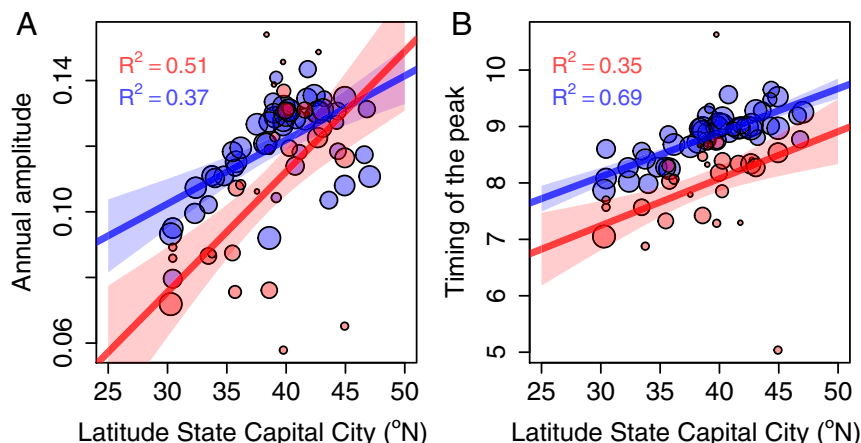 A
B
R² = 0.51
R² = 0.37
R² = 0.35
R² = 0.69
Annual amplitude
0.14
0.10
0.06
Timing of the peak
10
9
8
7
6
5
25 30 35 40 45 50
25 30 35 40 45 50
Latitude State Capital City (°N)
Latitude State Capital City (°N)